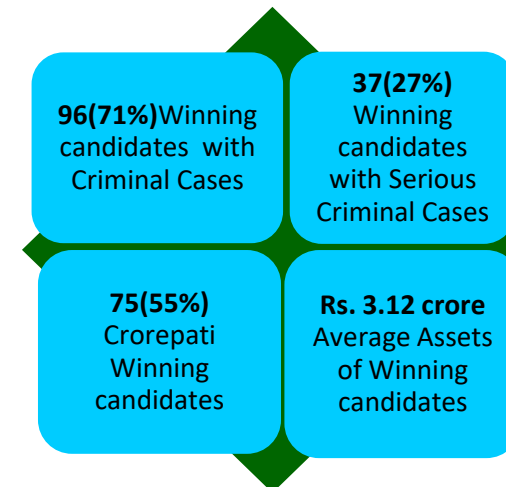 96(71%)Winning
candidates with
Criminal Cases
37(27%)
Winning
candidates
with Serious
Criminal Cases
75(55%)
Crorepati
Winning
candidates
Rs. 3.12 crore
Average Assets
of Winning
candidates